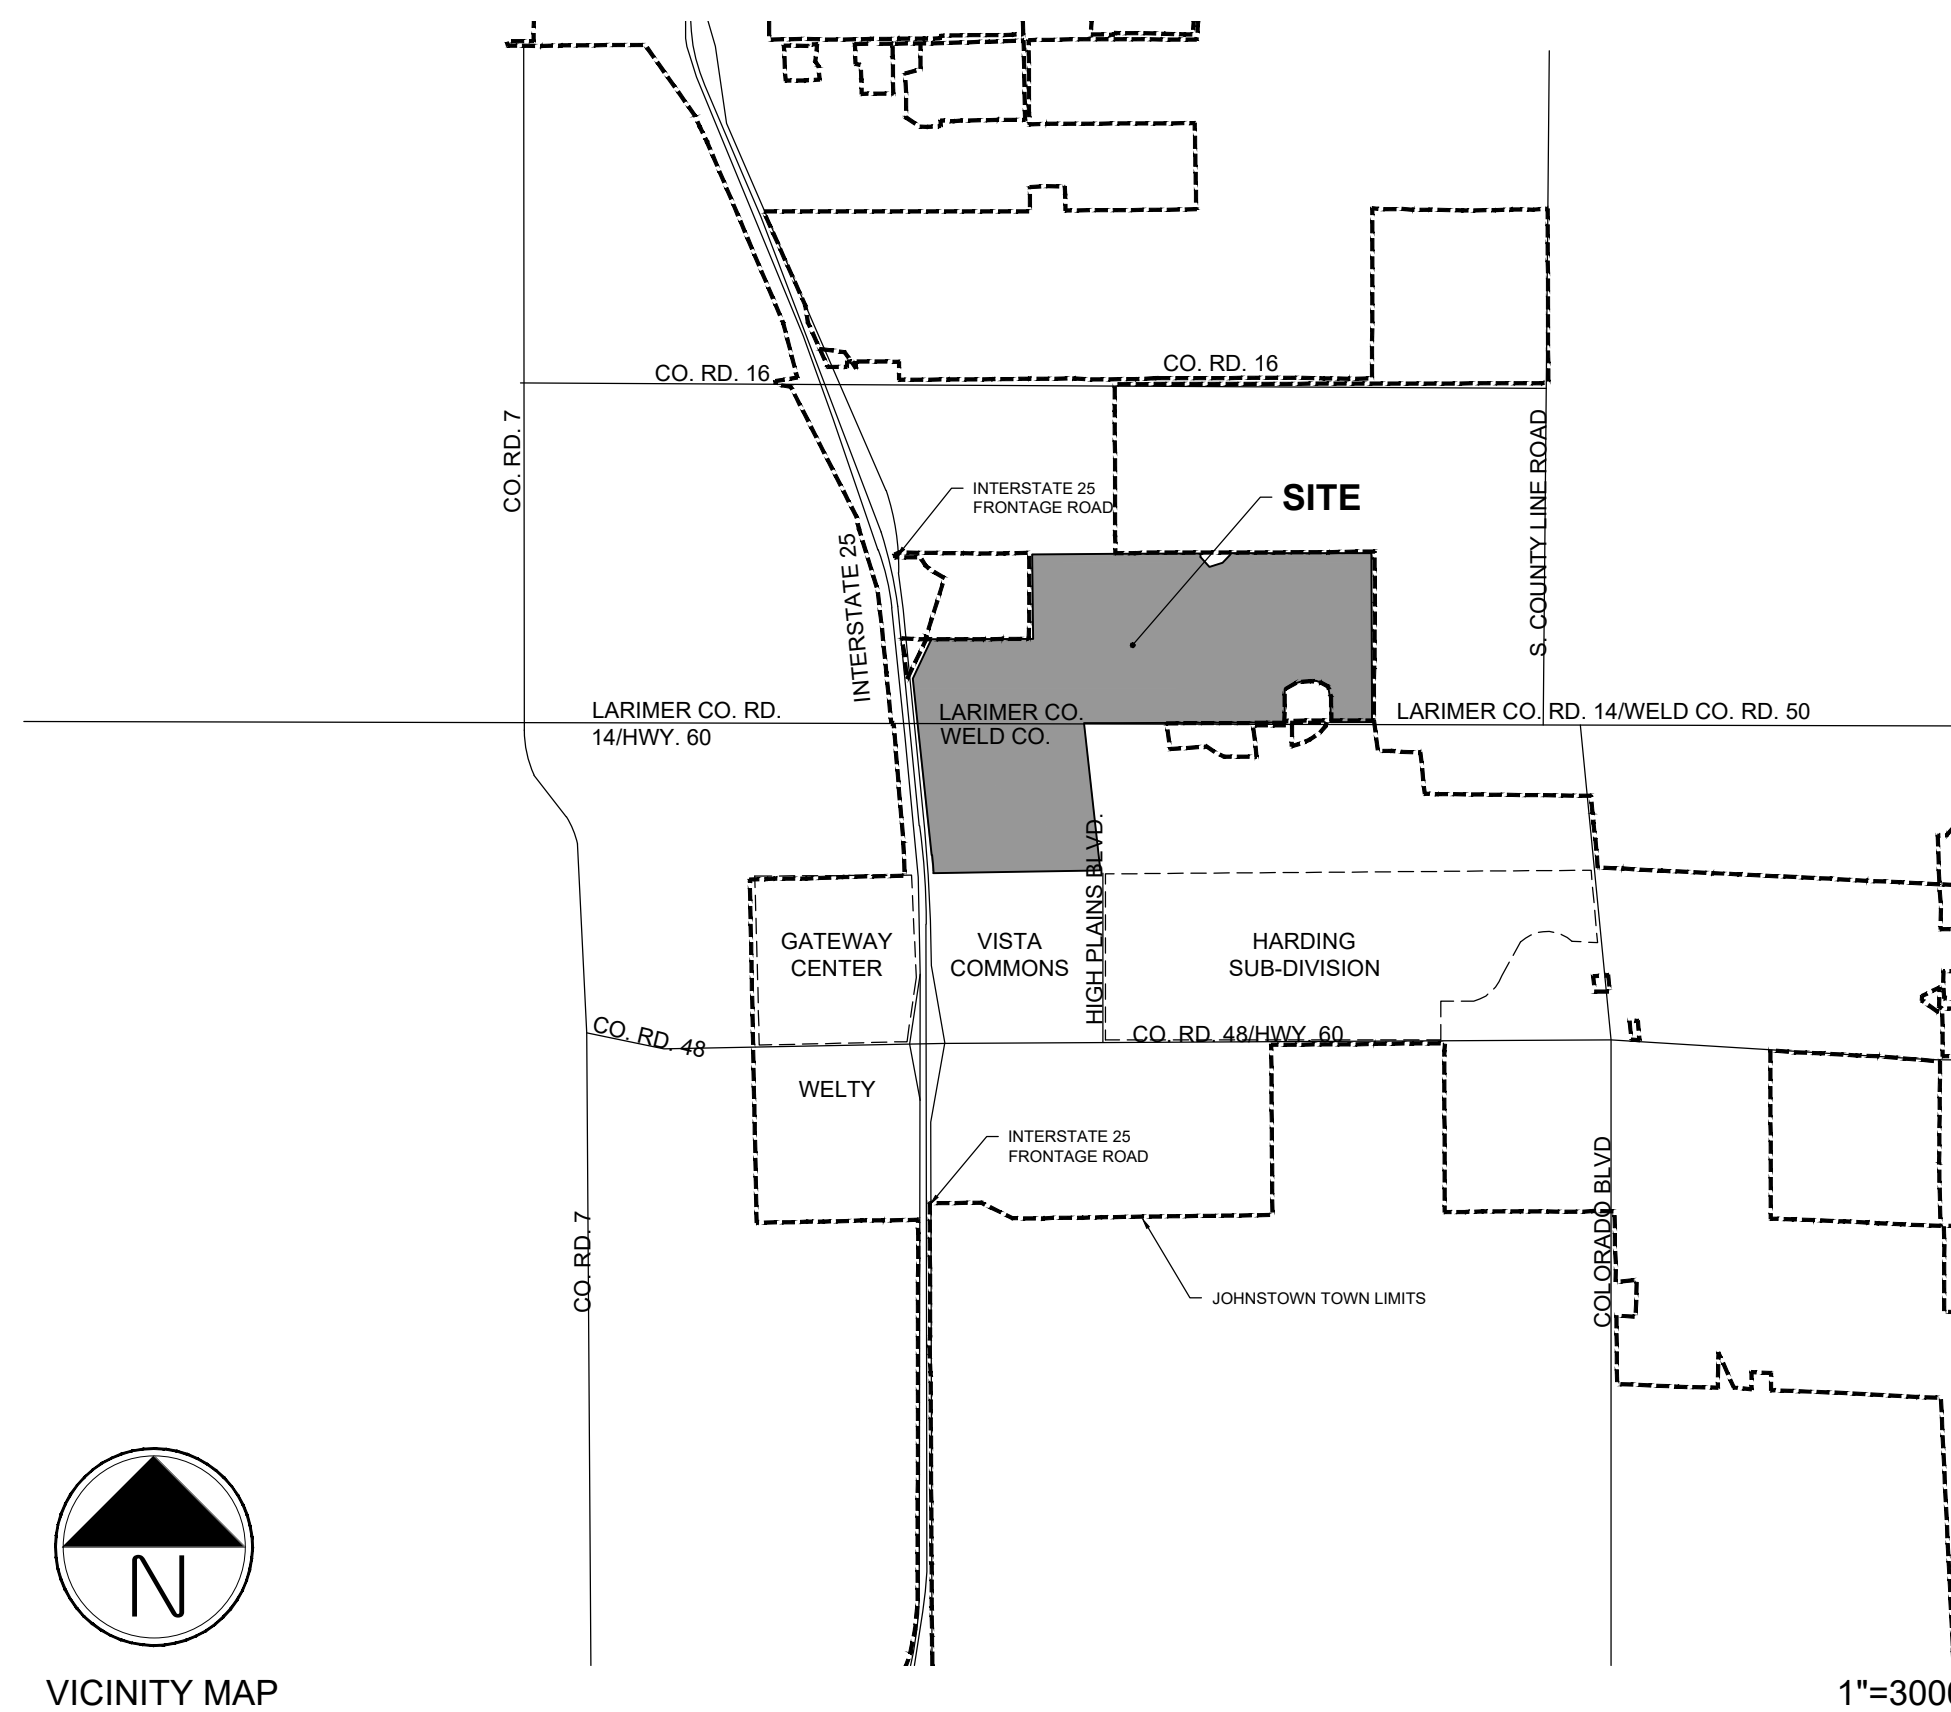 CO. RD. 16
CO. RD. 16
CO. RD. 7
S. COUNTY LINE ROAD
INTERSTATE 25
FRONTAGE ROAD
SITE
INTERSTATE 25
LARIMER CO. RD.
14/HWY. 60
LARIMER CO.
WELD CO.
LARIMER CO. RD. 14/WELD CO. RD. 50
HIGH PLAINS BLVD.
GATEWAY
CENTER
VISTA
COMMONS
HARDING
SUB-DIVISION
CO. RD. 48
CO. RD. 48/HWY. 60
WELTY
INTERSTATE 25
FRONTAGE ROAD
COLORADO BLVD
CO. RD. 7
JOHNSTOWN TOWN LIMITS
N
VICINITY MAP